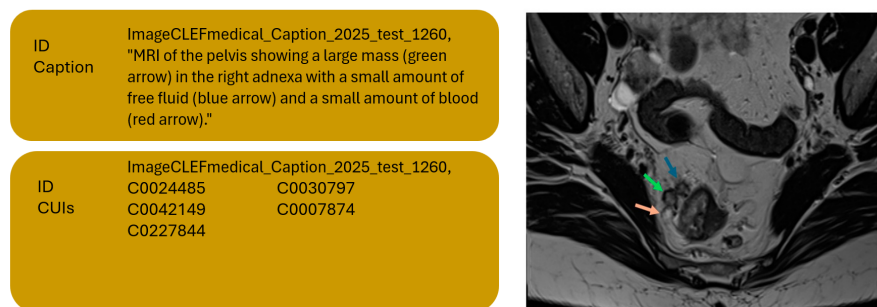 ID
Caption
ImageCLEFmedical_Caption_2025_test_1260,
"MRI of the pelvis showing a large mass (green
arrow) in the right adnexa with a small amount of
free fluid (blue arrow) and a small amount of blood
(red arrow)."
ID
CUIs
ImageCLEFmedical_Caption_2025_test_1260,
C0024485 C0030797
C0042149 C0007874
C0227844